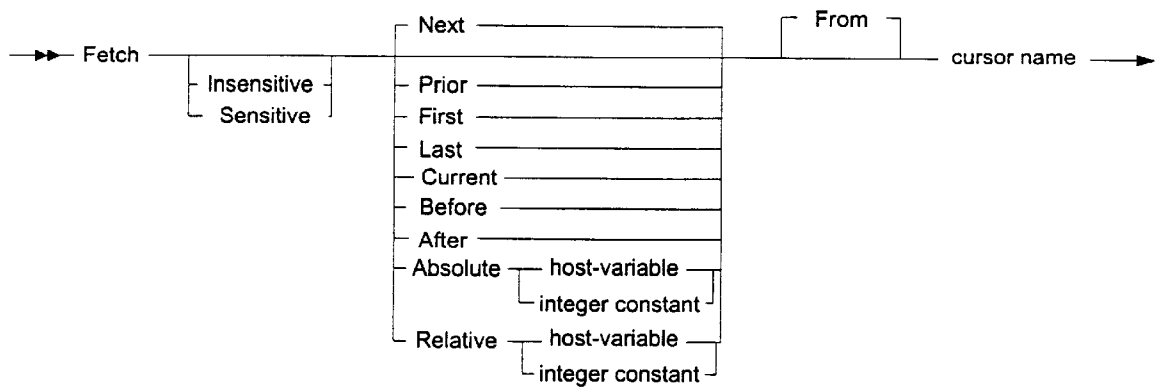 Next
From
Fetch
cursor name
Insensitive
Sensitive
Prior
First
Last
Current
Before
After
Absolute
host-variable
integer constant
Relative
host-variable
integer constant